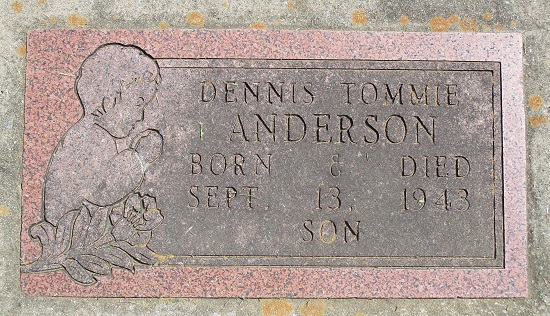 DENNIS TOMMIE
ANDERSON
BORN & DIED
SEPT. 13, 1943
SON